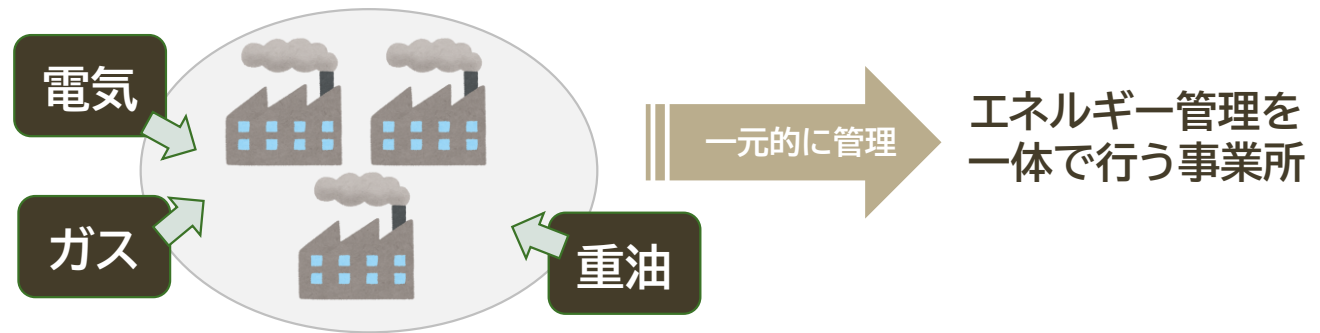 電気
ガス
重油
一元的に管理
エネルギー管理を
一体で行う事業所